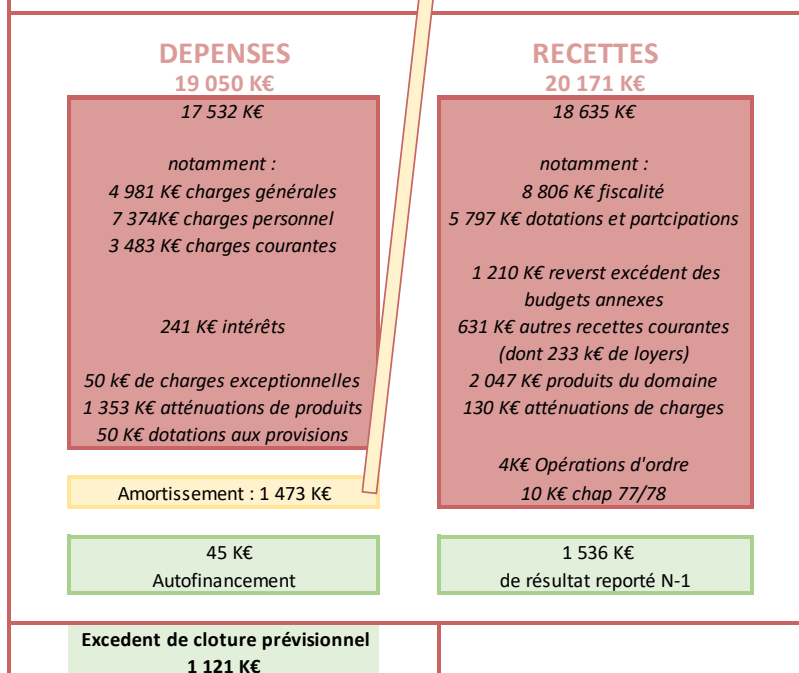 DEPENSES
19 050 K€
17 532 K€
notamment :
4 981 K€ charges générales
7 374K€ charges personnel
3 483 K€ charges courantes
241 K€ intérêts
50 k€ de charges exceptionnelles
1 353 K€ atténuations de produits
50 K€ dotations aux provisions
Amortissement : 1 473 K€
45 K€
Autofinancement
RECETTES
20 171 K€
18 635 K€
notamment :
8 806 K€ fiscalité
5 797 K€ dotations et partcipations
1 210 K€ reverst excédent des
budgets annexes
631 K€ autres recettes courantes
(dont 233 k€ de loyers)
2 047 K€ produits du domaine
130 K€ atténuations de charges
4K€ Opérations d'ordre
10 K€ chap 77/78
1 536 K€
de résultat reporté N-1
Excedent de cloture prévisionnel
1 121 K€